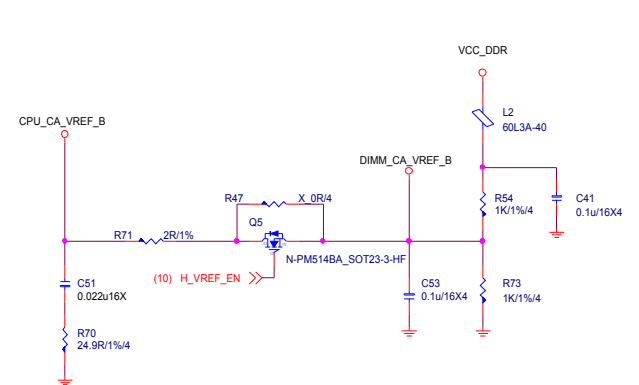 VCC_DDR
L2
60L3A-40
CPU_CA_VREF_B
DIMM_CA_VREF_B
R47
X_0R/4
R54
1K/1%/4
C41
0.1u/16X4
Q5
R71
2R/1%
N-PM514BA_SOT23-3-HF
(10) H_VREF_EN
C51
0.022u16X
C53
0.1u/16X4
R73
1K/1%/4
R70
24.9R/1%/4